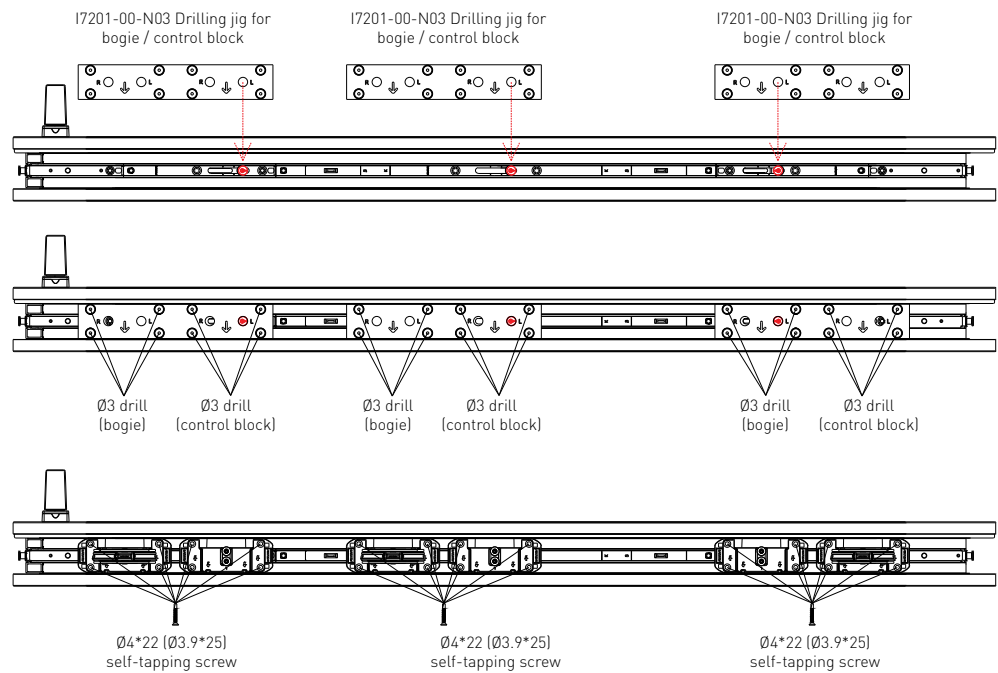 I7201-00-N03 Drilling jig for
bogie / control block
I7201-00-N03 Drilling jig for
bogie / control block
I7201-00-N03 Drilling jig for
bogie / control block
R L R L
R L R L
R L R L
R L R L
R L R L
R L R L
Ø3 drill
(bogie)
Ø3 drill
(control block)
Ø3 drill
(bogie)
Ø3 drill
(control block)
Ø3 drill
(bogie)
Ø3 drill
(control block)
Ø4*22 (Ø3.9*25)
self-tapping screw
Ø4*22 (Ø3.9*25)
self-tapping screw
Ø4*22 (Ø3.9*25)
self-tapping screw